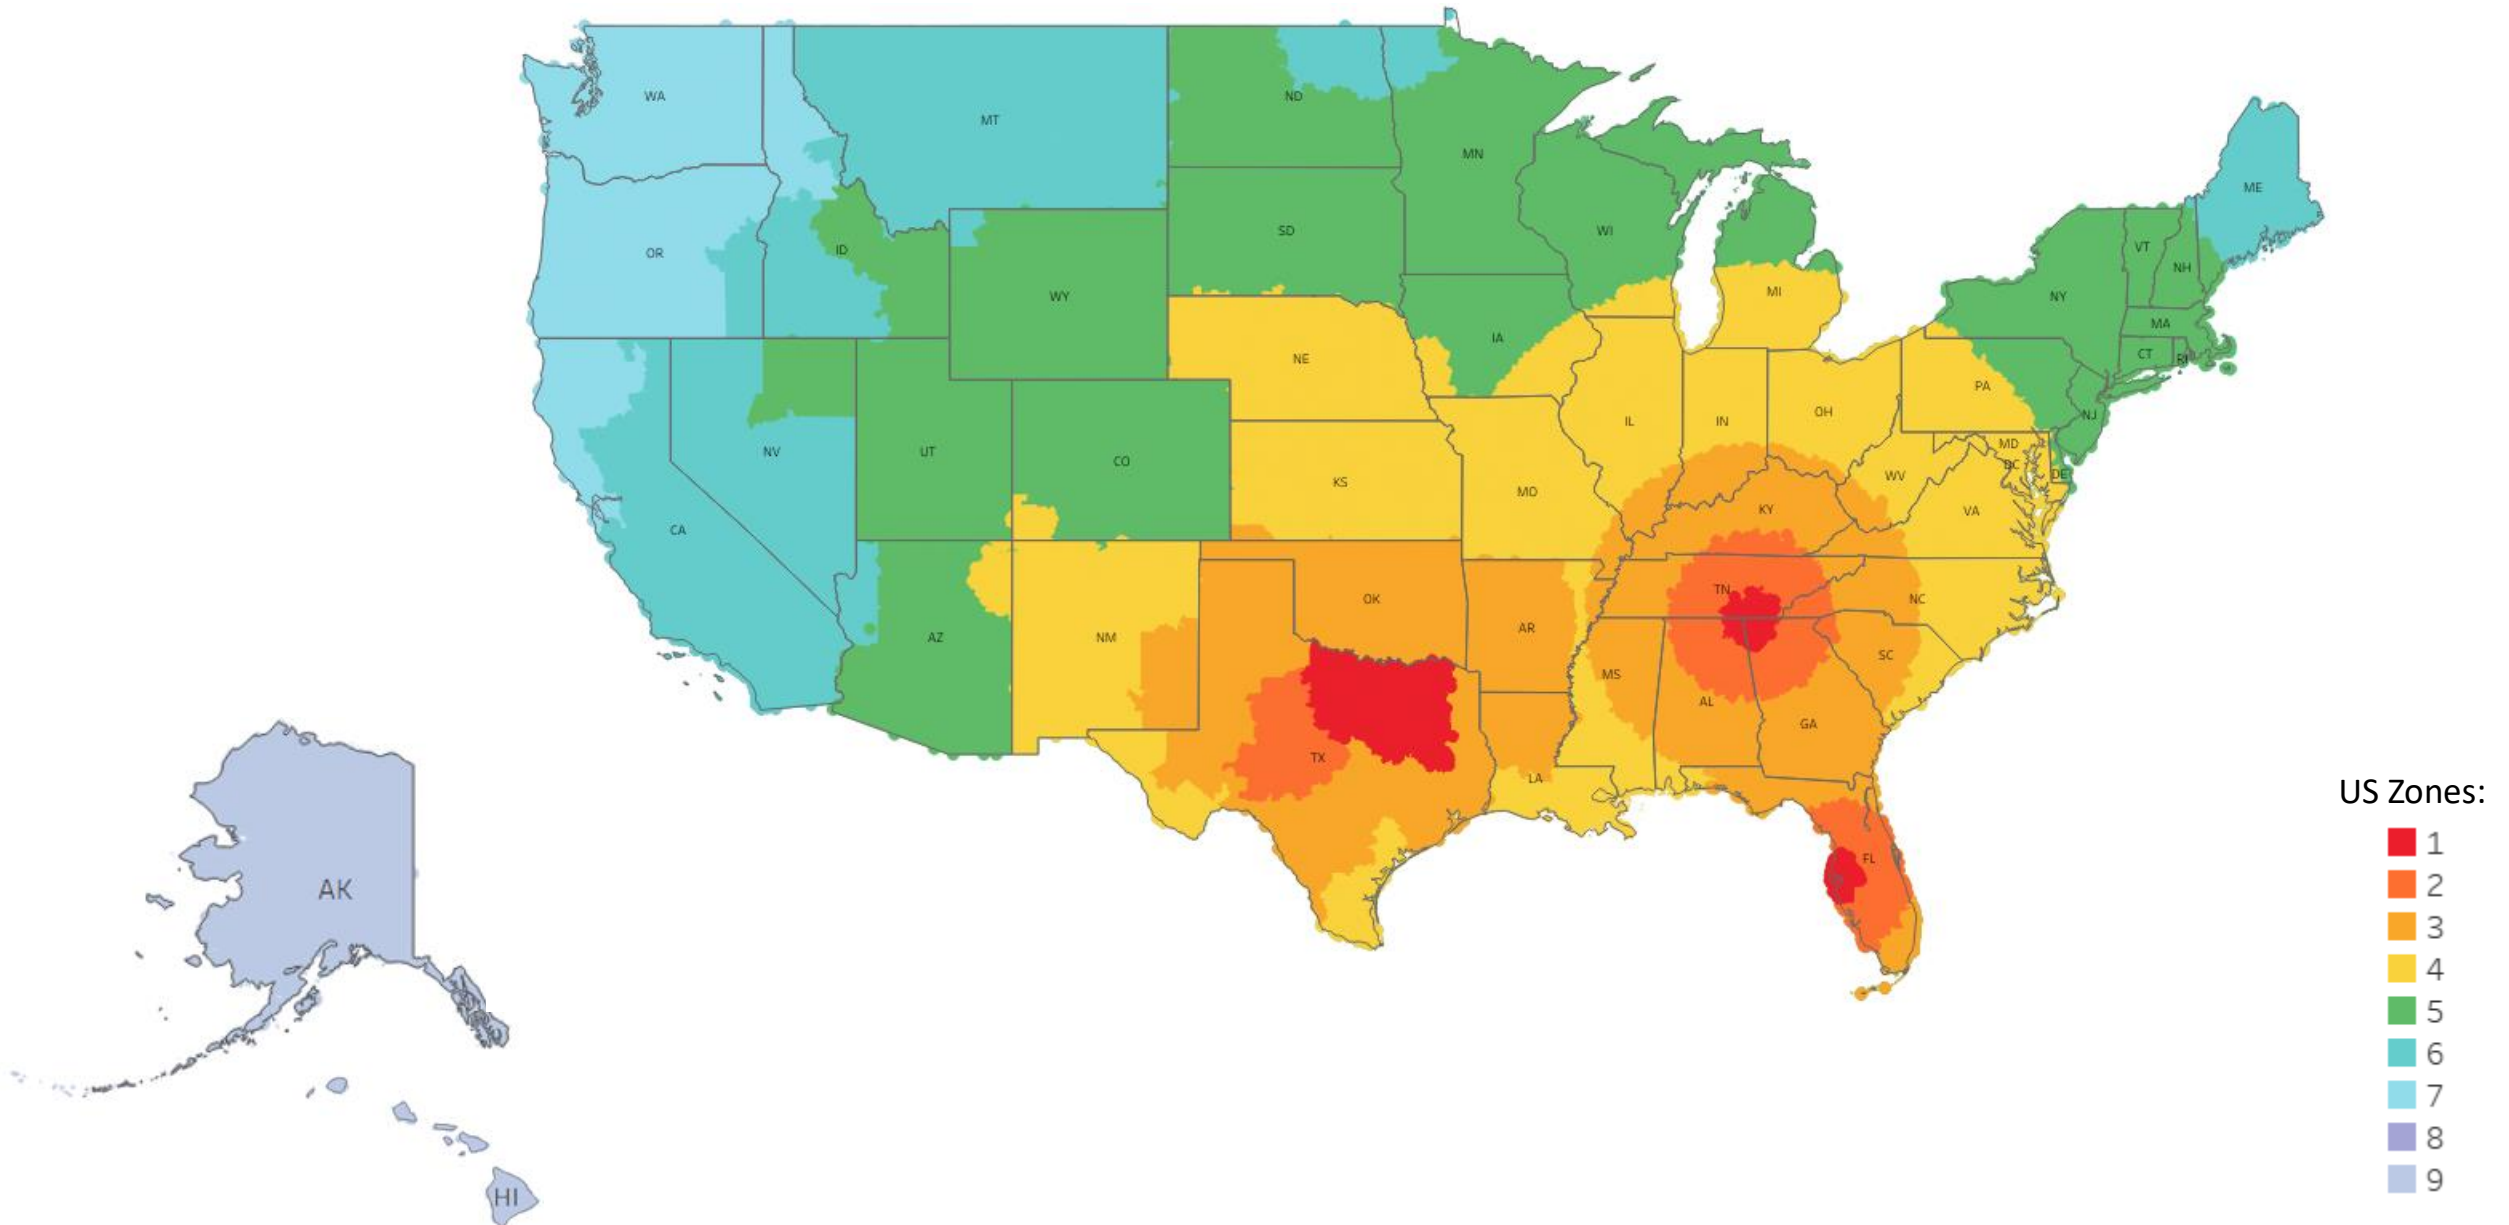 WA
MT
ND
MN
ME
OR
ID
WY
SD
WI
MI
VT
NH
NY
MA
CT
RI
IA
NE
PA
NJ
CA
NV
UT
CO
KS
MO
IL
IN
OH
WV
MD
DC
DE
VA
KY
AZ
NM
OK
AR
TN
NC
SC
MS
AL
GA
TX
LA
FL
AK
HI
US Zones:
1
2
3
4
5
6
7
8
9